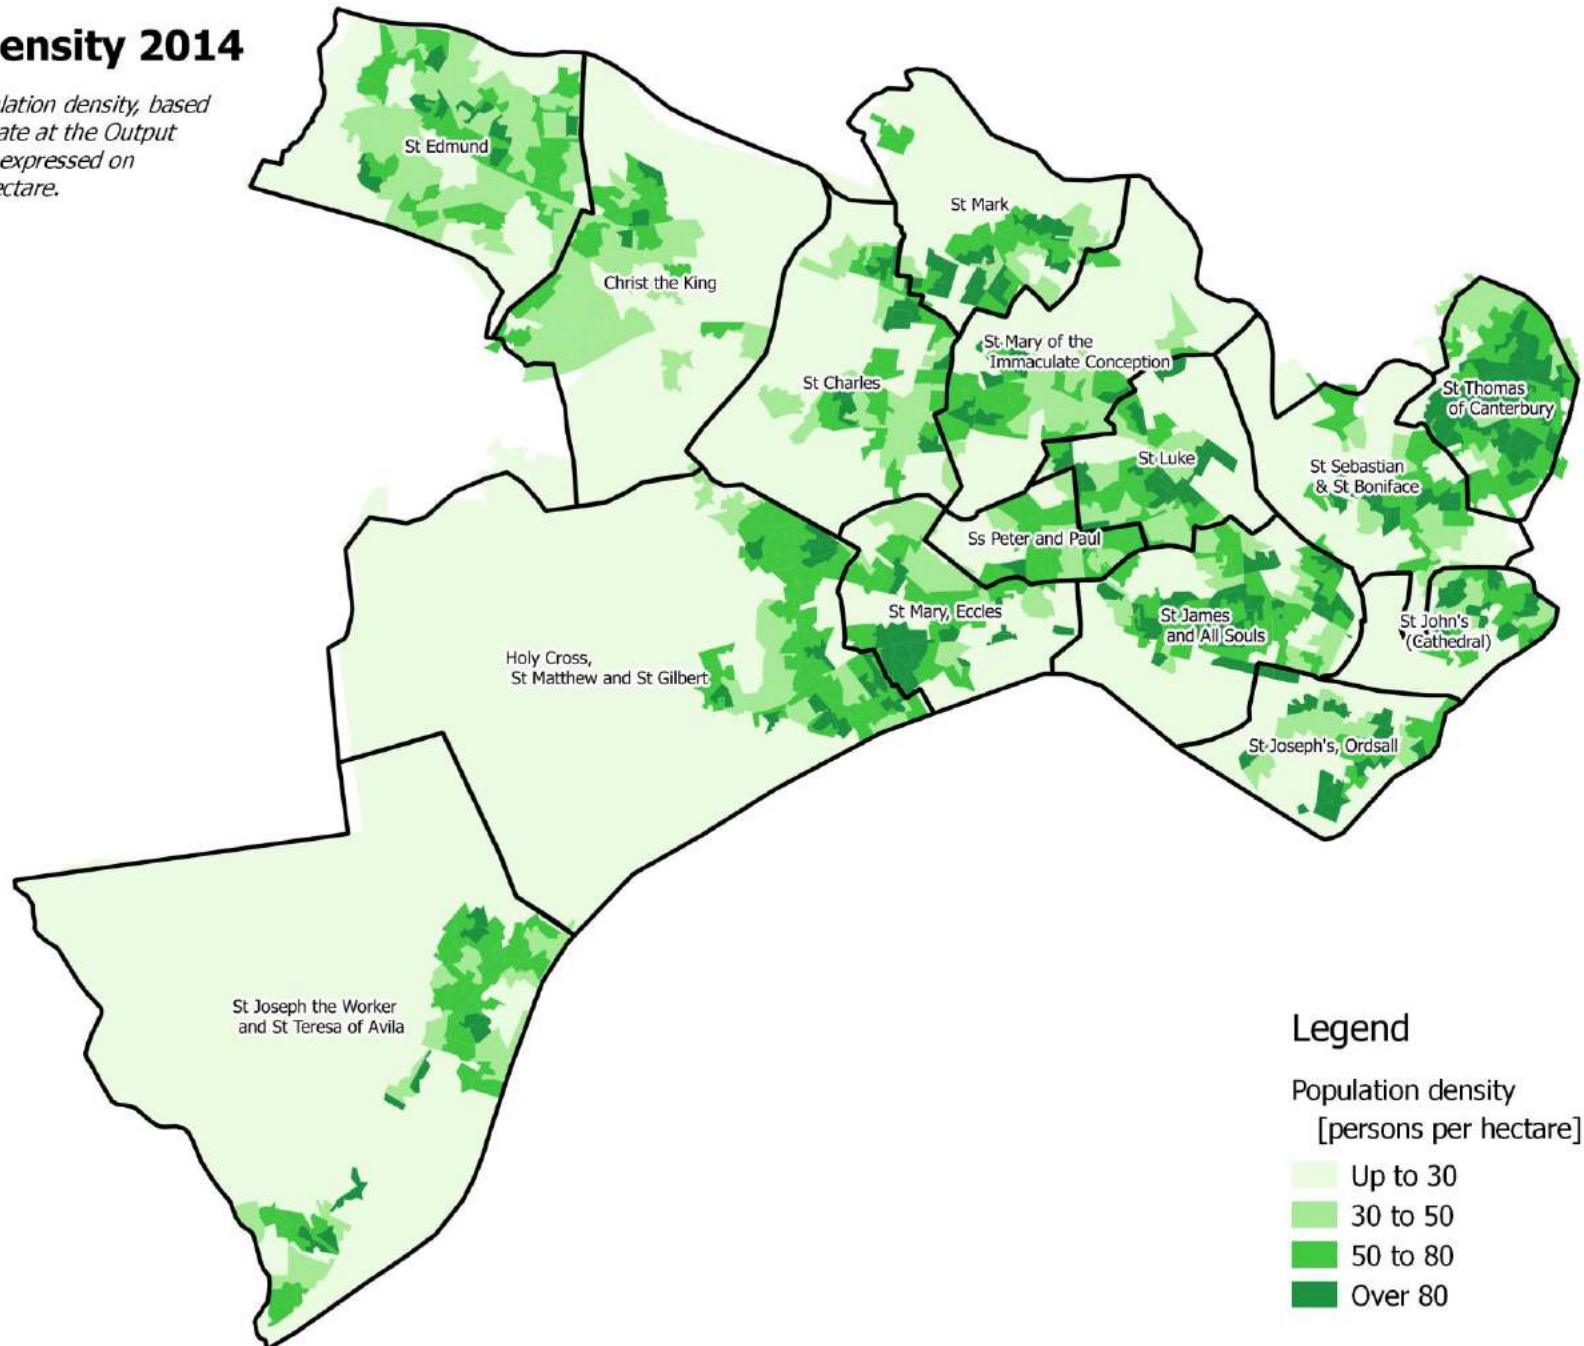 ensity 2014
lation density, based
ate at the Output
expressed on
ectare.
St Edmund
Christ the King
St Mark
St Charles
St Mary of the
Immaculate Conception
St Luke
St Thomas
of Canterbury
St Sebastian
& St Boniface
Ss Peter and Paul
St Mary, Eccles
St James
and All Souls
St John's
(Cathedral)
Holy Cross,
St Matthew and St Gilbert
St Joseph's, Ordsall
St Joseph the Worker
and St Teresa of Avila
Legend
Population density
[persons per hectare]
Up to 30
30 to 50
50 to 80
Over 80